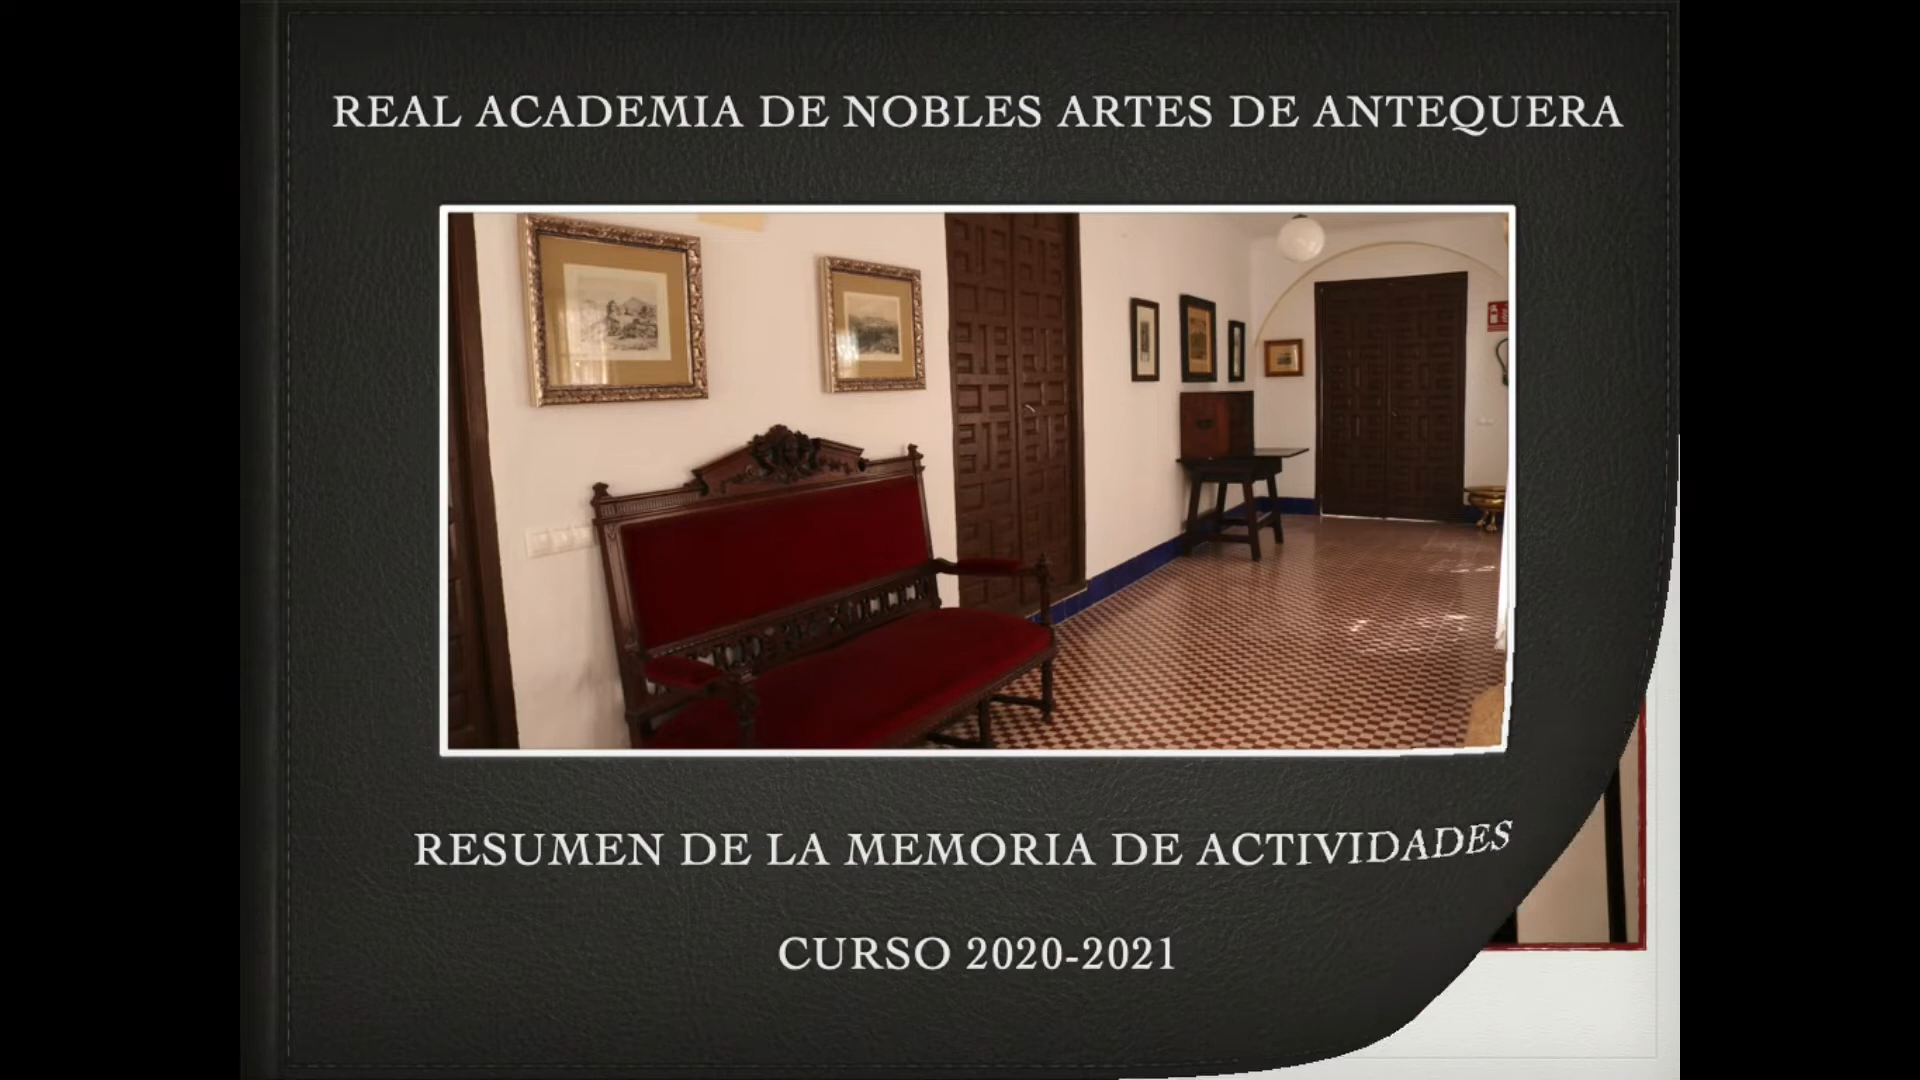 REAL ACADEMIA DE NOBLES ARTES DE ANTEQUERA
RESUMEN DE LA MEMORIA DE ACTIVIDADES
CURSO 2020-2021